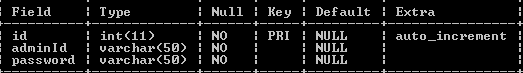 Field | Type | Null | Key | Default | Extra
id | int(11) | NO | PRI | NULL | auto_increment
adminId | varchar(50) | NO | | NULL |
password | varchar(50) | NO | | NULL |